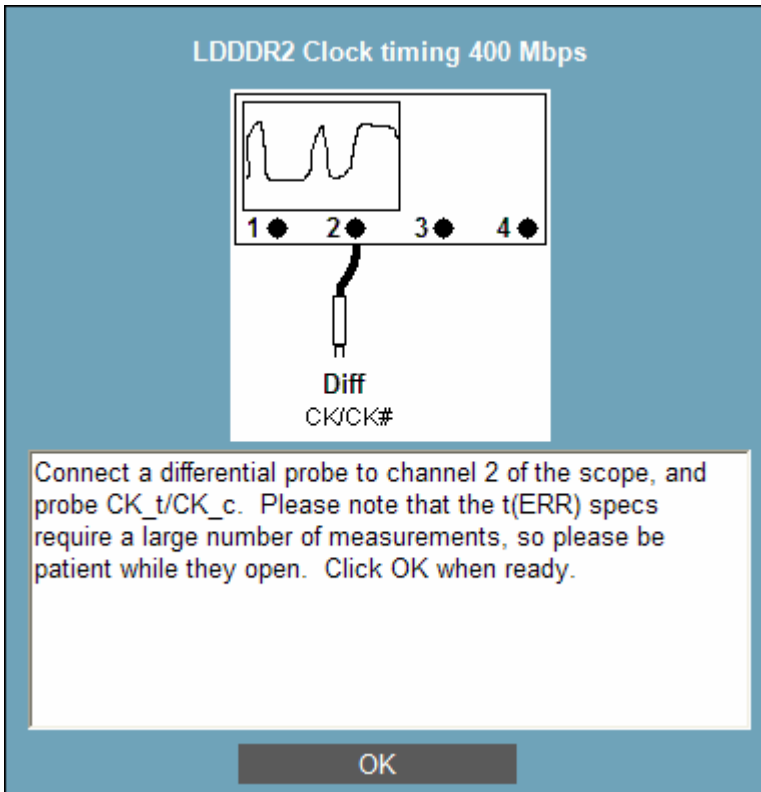 LDDDR2 Clock timing 400 Mbps
1 2 3 4
Diff
CK/CK#
Connect a differential probe to channel 2 of the scope, and
probe CK_t/CK_c.  Please note that the t(ERR) specs
require a large number of measurements, so please be
patient while they open.  Click OK when ready.
OK